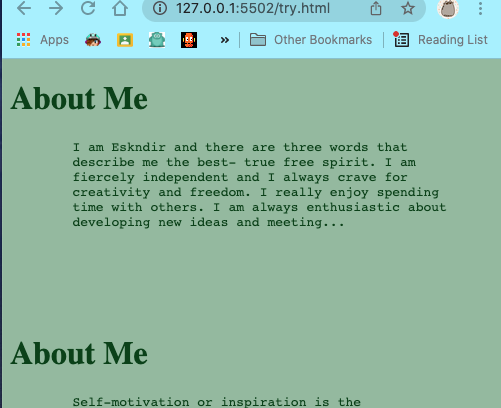 127.0.0.1:5502/try.html
Apps » Other Bookmarks Reading List
About Me
I am Eskndir and there are three words that
describe me the best- true free spirit. I am
fiercely independent and I always crave for
creativity and freedom. I really enjoy spending
time with others. I am always enthusiastic about
developing new ideas and meeting...
About Me
Self-motivation or inspiration is the